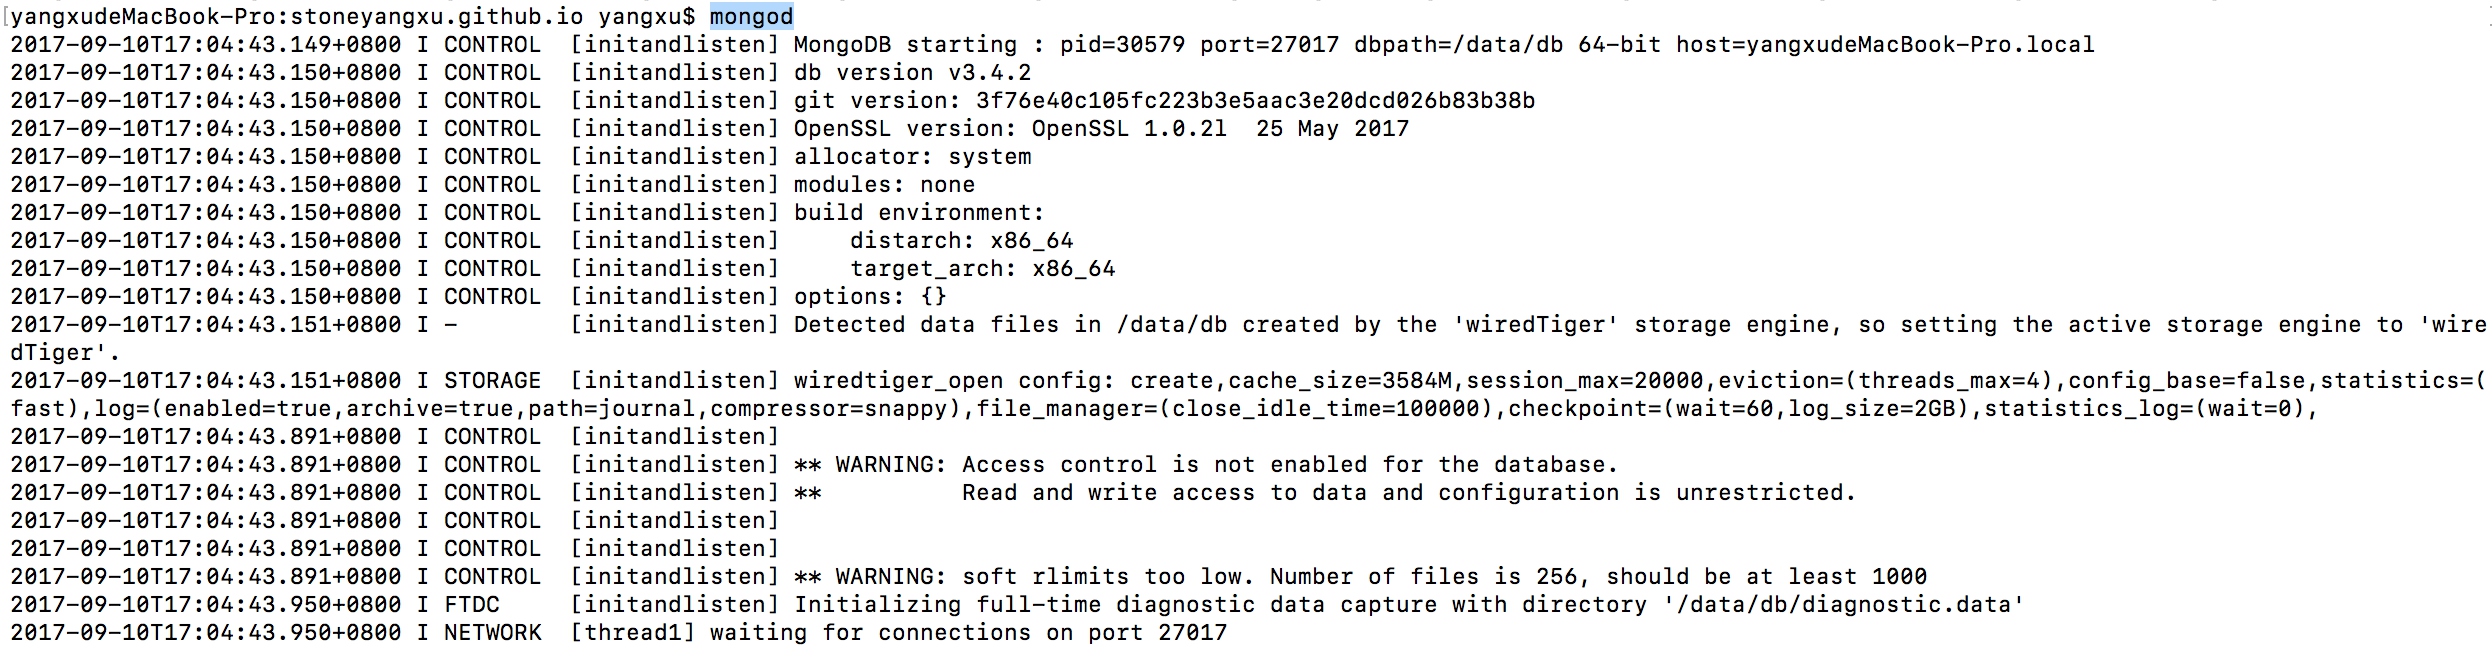 [yangxudeMacBook-Pro:stoneyangxu.github.io yangxu$ mongod
2017-09-10T17:04:43.149+0800 I CONTROL  [initandlisten] MongoDB starting : pid=30579 port=27017 dbpath=/data/db 64-bit host=yangxudeMacBook-Pro.local
2017-09-10T17:04:43.150+0800 I CONTROL  [initandlisten] db version v3.4.2
2017-09-10T17:04:43.150+0800 I CONTROL  [initandlisten] git version: 3f76e40c105fc223b3e5aac3e20dcd026b83b38b
2017-09-10T17:04:43.150+0800 I CONTROL  [initandlisten] OpenSSL version: OpenSSL 1.0.2l  25 May 2017
2017-09-10T17:04:43.150+0800 I CONTROL  [initandlisten] allocator: system
2017-09-10T17:04:43.150+0800 I CONTROL  [initandlisten] modules: none
2017-09-10T17:04:43.150+0800 I CONTROL  [initandlisten] build environment:
2017-09-10T17:04:43.150+0800 I CONTROL  [initandlisten]     distarch: x86_64
2017-09-10T17:04:43.150+0800 I CONTROL  [initandlisten]     target_arch: x86_64
2017-09-10T17:04:43.150+0800 I CONTROL  [initandlisten] options: {}
2017-09-10T17:04:43.151+0800 I -        [initandlisten] Detected data files in /data/db created by the 'wiredTiger' storage engine, so setting the active storage engine to 'wire
dTiger'.
2017-09-10T17:04:43.151+0800 I STORAGE  [initandlisten] wiredtiger_open config: create,cache_size=3584M,session_max=20000,eviction=(threads_max=4),config_base=false,statistics=(
fast),log=(enabled=true,archive=true,path=journal,compressor=snappy),file_manager=(close_idle_time=100000),checkpoint=(wait=60,log_size=2GB),statistics_log=(wait=0),
2017-09-10T17:04:43.891+0800 I CONTROL  [initandlisten]
2017-09-10T17:04:43.891+0800 I CONTROL  [initandlisten] ** WARNING: Access control is not enabled for the database.
2017-09-10T17:04:43.891+0800 I CONTROL  [initandlisten] **          Read and write access to data and configuration is unrestricted.
2017-09-10T17:04:43.891+0800 I CONTROL  [initandlisten]
2017-09-10T17:04:43.891+0800 I CONTROL  [initandlisten]
2017-09-10T17:04:43.891+0800 I CONTROL  [initandlisten] ** WARNING: soft rlimits too low. Number of files is 256, should be at least 1000
2017-09-10T17:04:43.950+0800 I FTDC     [initandlisten] Initializing full-time diagnostic data capture with directory '/data/db/diagnostic.data'
2017-09-10T17:04:43.950+0800 I NETWORK  [thread1] waiting for connections on port 27017